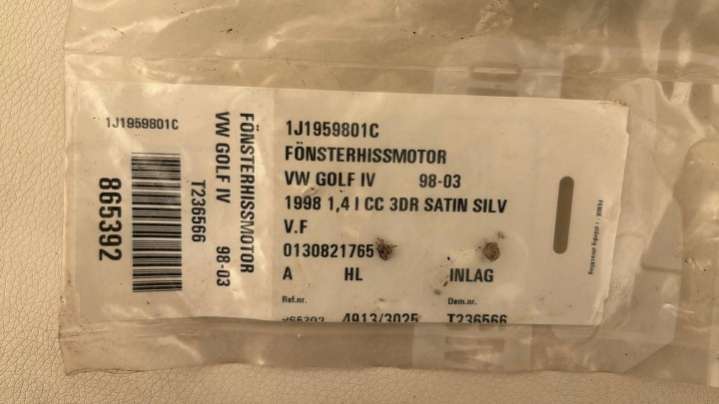 1J1959801C
865392
T236566
VW GOLF IV 98-03
FÖNSTERHISSMOTOR
1J1959801C
FÖNSTERHISSMOTOR
VW GOLF IV 98-03
1998 1,4 I CC 3DR SATIN SILV
V.F
0130821765
A HL INLAG
Ref.nr. Dem.nr.
865392 4913/3025 T236566